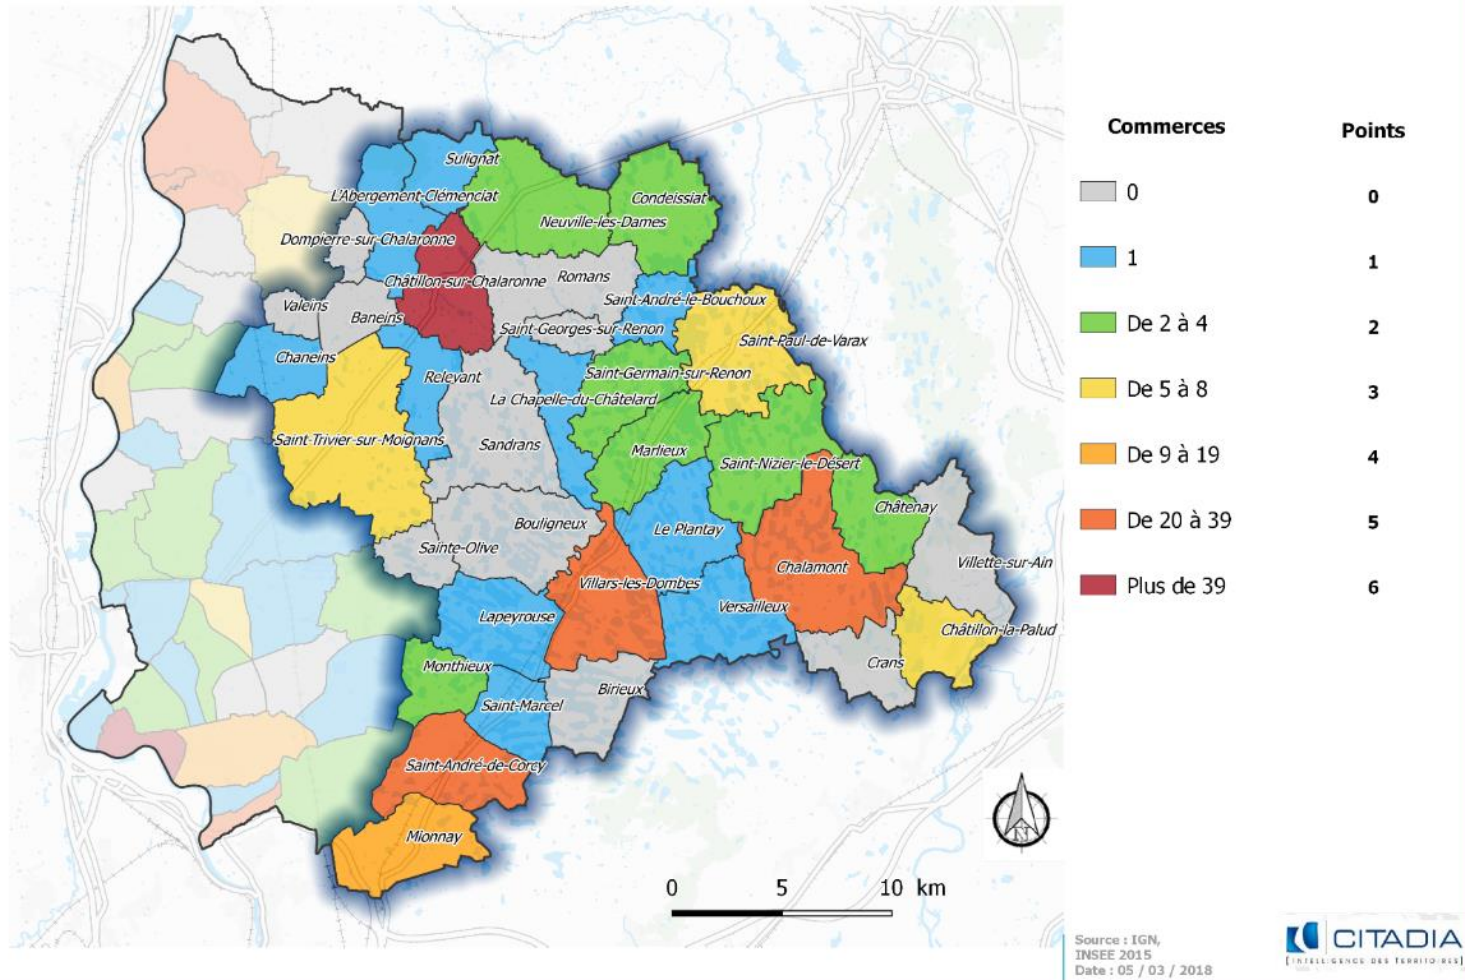 Commerces Points
0 0
1 1
De 2 à 4 2
De 5 à 8 3
De 9 à 19 4
De 20 à 39 5
Plus de 39 6
Sulignat
L'Abergement-Clémenciat
Condeissiat
Neuville-les-Dames
Dompierre-sur-Chalaronne
Châtillon-sur-Chalaronne
Romans
Saint-André-le-Bouchoux
Valeins
Baneins
Saint-Georges-sur-Renon
Saint-Paul-de-Varax
Chaneins
Relevant
Saint-Germain-sur-Renon
La Chapelle-du-Châtelard
Saint-Trivier-sur-Moignans
Sandrans
Marlieux
Saint-Nizier-le-Désert
Châtenay
Bouligneux
Le Plantay
Sainte-Olive
Villette-sur-Ain
Chalamont
Villars-les-Dombes
Versailleux
Lapeyrouse
Châtillon-la-Palud
Crans
Monthieux
Birieux
Saint-Marcel
Saint-André-de-Corcy
Mionnay
N
0 5 10 km
Source : IGN,
INSEE 2015
Date : 05 / 03 / 2018
CITADIA
[INTELLIGENCE DES TERRITOIRES]